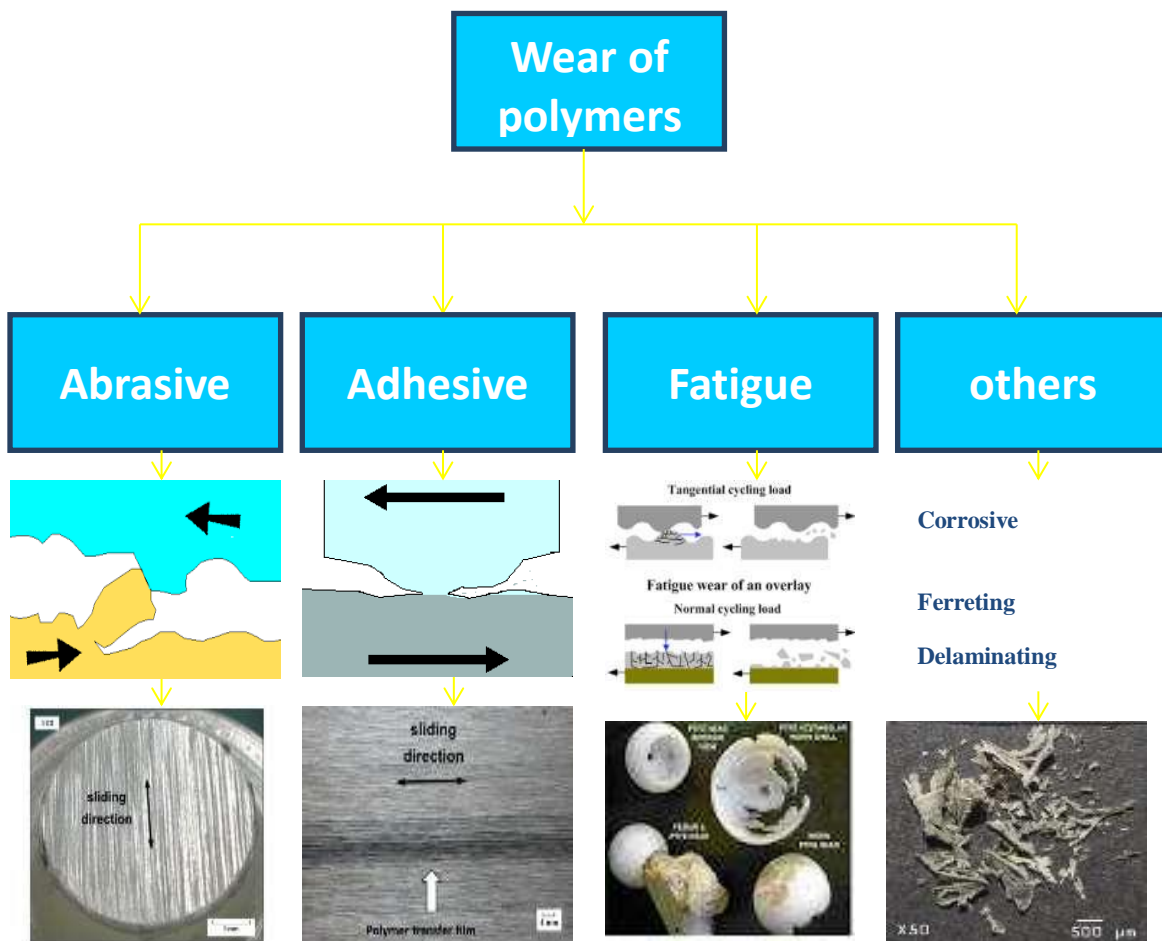 Wear of
polymers
Abrasive
Adhesive
Fatigue
others
Tangential cycling load
Fatigue wear of an overlay
Normal cycling load
Corrosive
Ferreting
Delaminating
sliding
direction
sliding
direction
Polymer transfer film
X50
500 µm